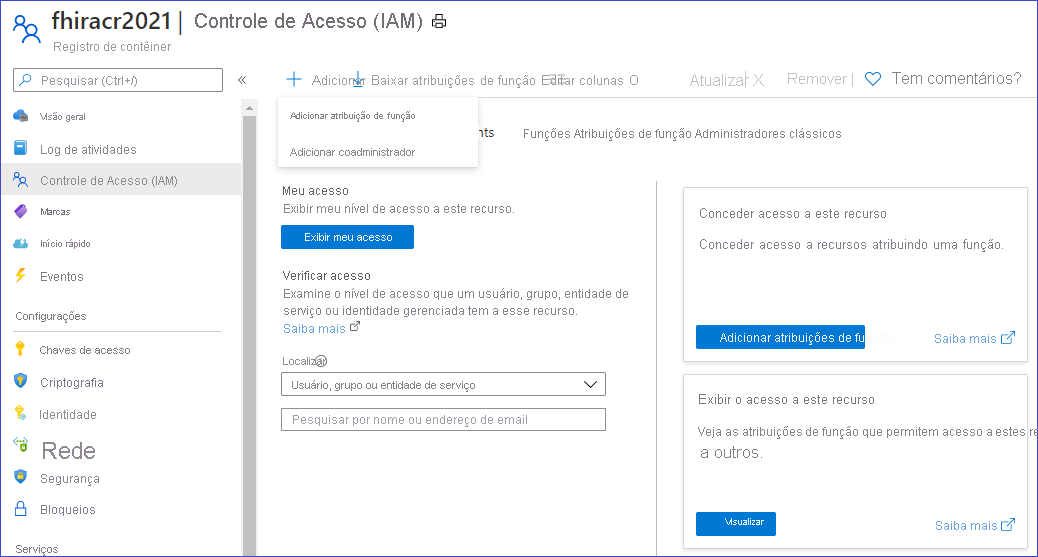 fhiracr2021 | Controle de Acesso (IAM)
Registro de contêiner
Pesquisar (Ctrl+/)
«
Visão geral
Log de atividades
Controle de Acesso (IAM)
Marcas
Início rápido
Eventos
Configurações
Chaves de acesso
Criptografia
Identidade
Rede
Segurança
Bloqueios
Serviços
Adicionar Baixar atribuições de função Editar colunas O Atualizar X Remover | Tem comentários?
Adicionar atribuição de função
Adicionar coadministrador
nts Funções Atribuições de função Administradores clássicos
Meu acesso
Exibir meu nível de acesso a este recurso.
Exibir meu acesso
Verificar acesso
Examine o nível de acesso que um usuário, grupo, entidade de
serviço ou identidade gerenciada tem a esse recurso.
Saiba mais
Localizar
Usuário, grupo ou entidade de serviço
Pesquisar por nome ou endereço de email
Conceder acesso a este recurso
Conceder acesso a recursos atribuindo uma função.
Adicionar atribuições de função
Saiba mais
Exibir o acesso a este recurso
Veja as atribuições de função que permitem acesso a estes re
a outros.
Visualizar
Saiba mais